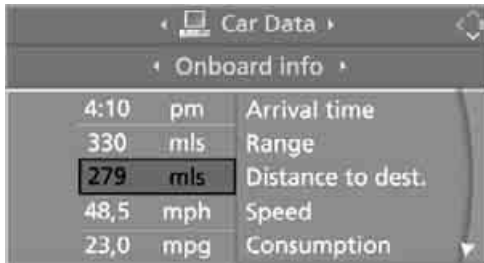 Car Data
Onboard info
4:10 pm Arrival time
330 mls Range
279 mls Distance to dest.
48,5 mph Speed
23,0 mpg Consumption